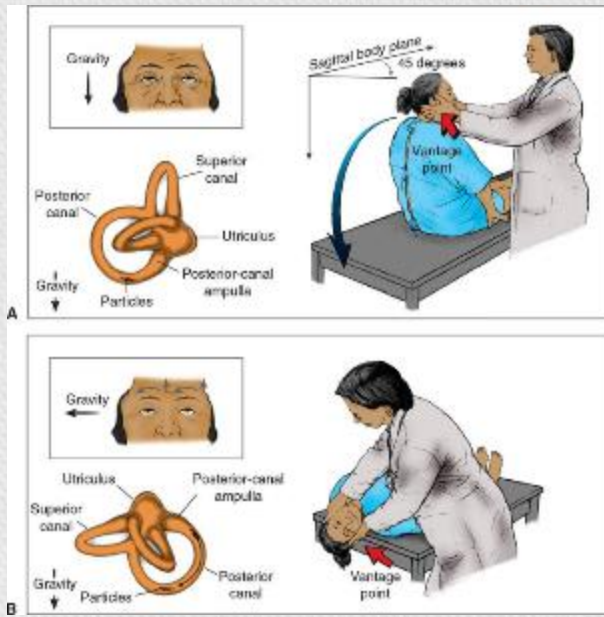 Gravity
Sagittal body plane
45 degrees
Vantage
point
Superior
canal
Posterior
canal
Utriculus
Posterior-canal
ampulla
Gravity
Particles
A
Gravity
Utriculus
Posterior-canal
ampulla
Superior
canal
Gravity
Posterior
canal
Particles
Vantage
point
B